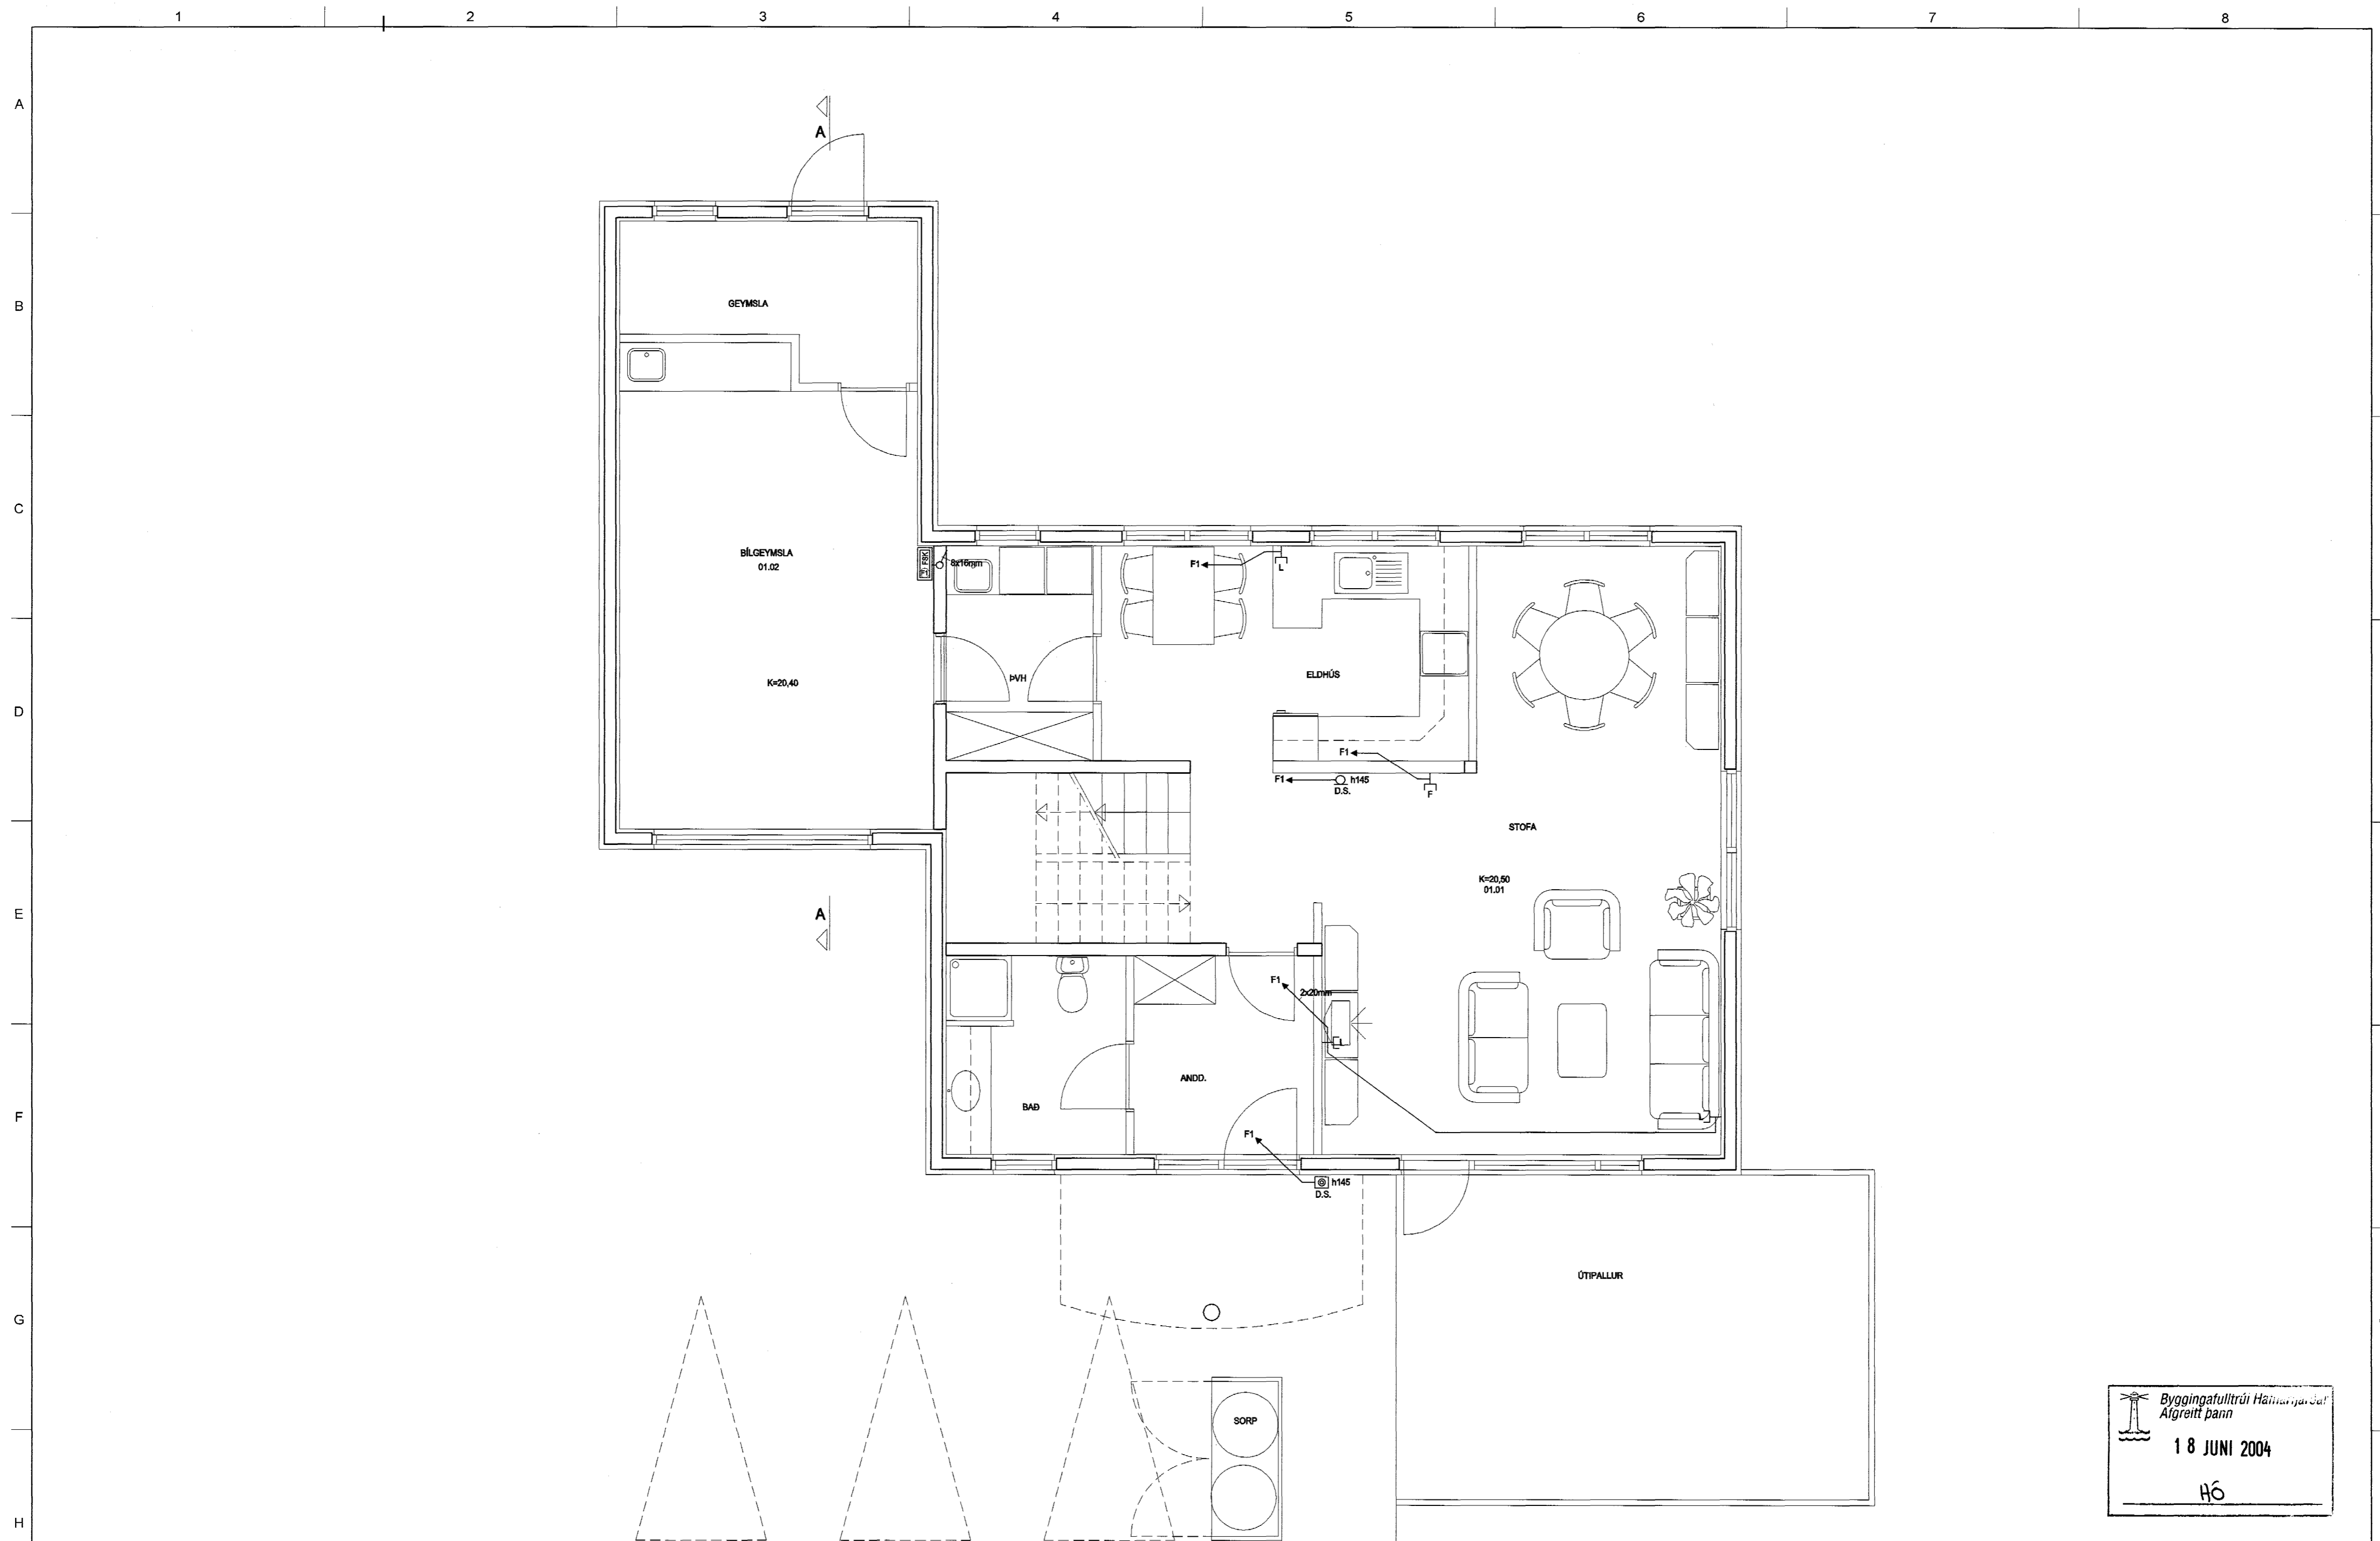 1 2 3 4 5 6 7 8
A
B
C
D
E
F
G
H
A
GEYMSLA
BÍLGEYMSLA
01.02
K=20,40
FSK
8x16mm
ÞVH
F1
L
ELDHÚS
F1
F1 h145
D.S.
F
STOFA
K=20,50
01.01
A
F1
2x20mm
L
L
ANDD.
BAÐ
F1
h145
D.S.
ÚTIPALLUR
SORP
Byggingafulltrúi
Afgreitt þann
18 JUNI 2004
HÓ